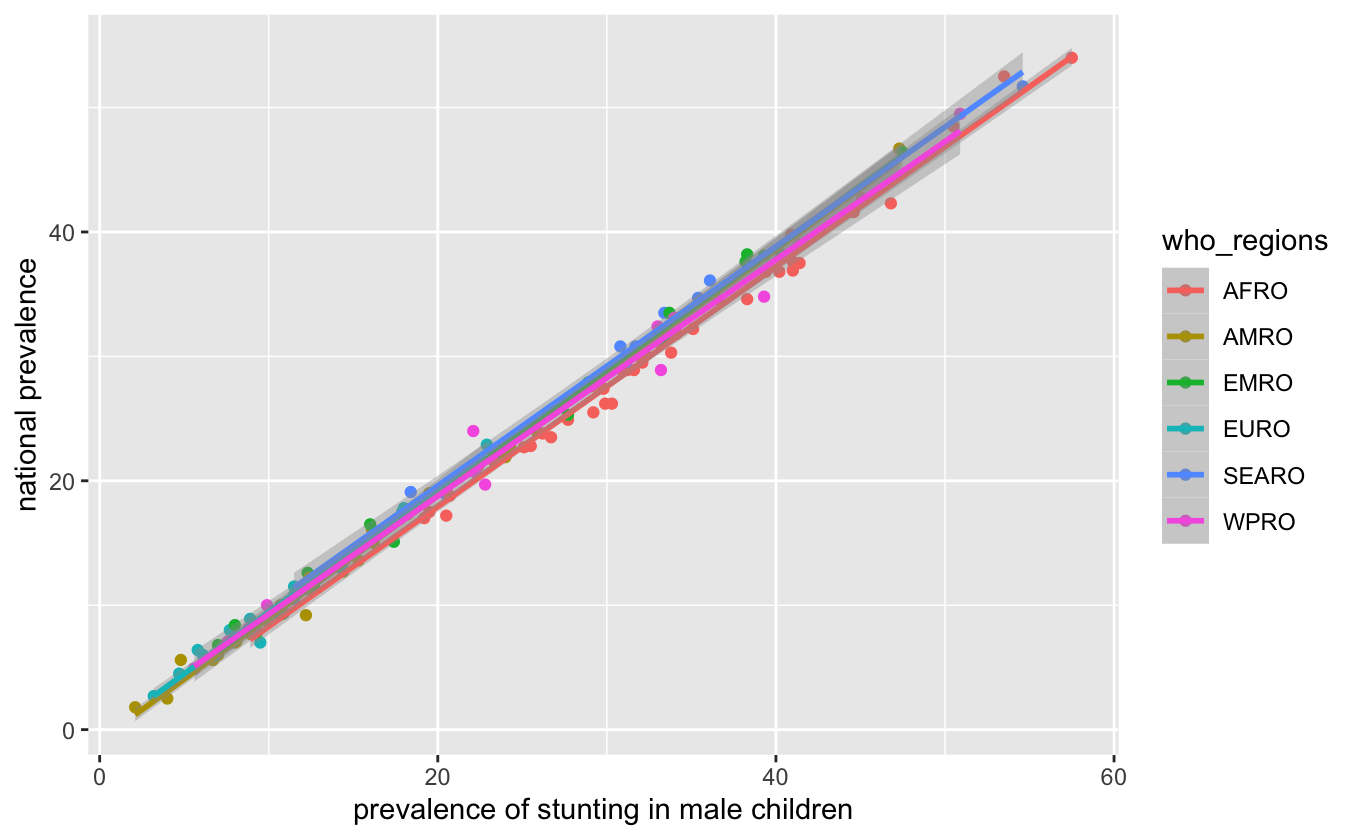 national prevalence
40
20
0
0 20 40 60
prevalence of stunting in male children
who_regions
AFRO
AMRO
EMRO
EURO
SEARO
WPRO